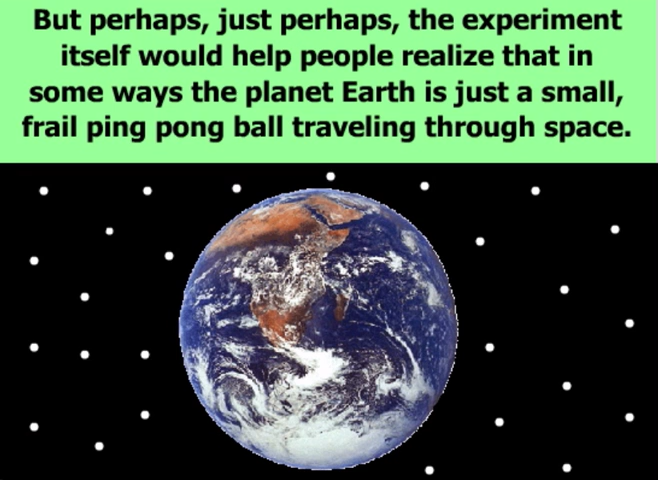 But perhaps, just perhaps, the experiment
itself would help people realize that in
some ways the planet Earth is just a small,
frail ping pong ball traveling through space.